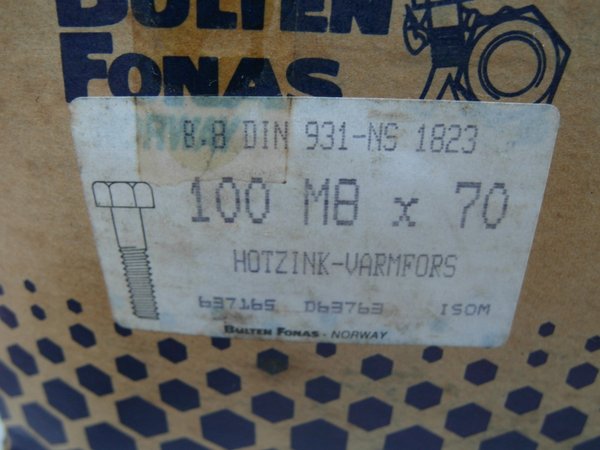 BULTEN
FONAS
NORWAY
8.8 DIN 931-NS 1823
100 M8 x 70
HOTZINK-VARMFORS
637165 D63763 ISOM
BULTEN FONAS - NORWAY